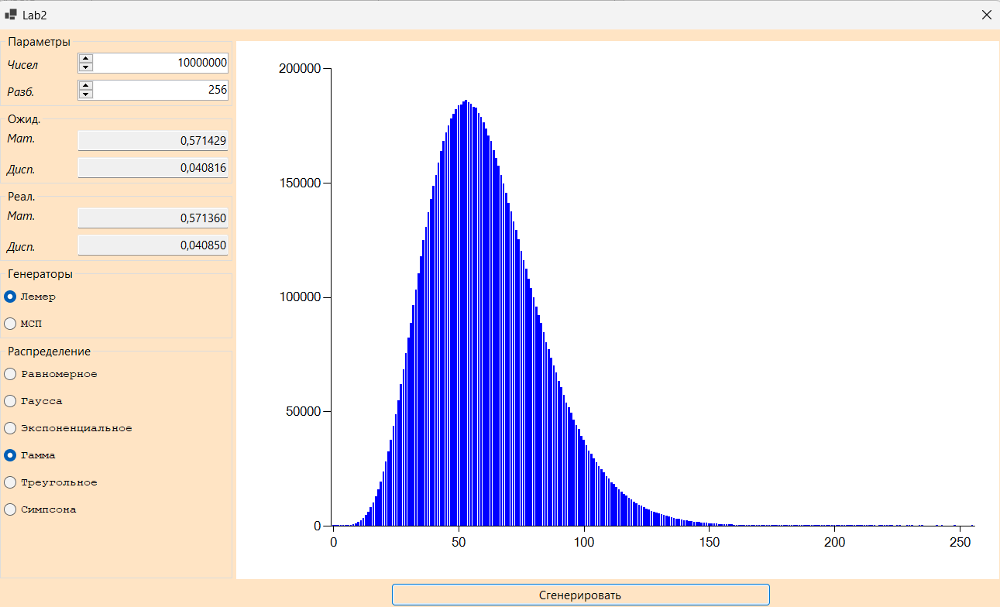 Lab2
Параметры
Чисел 10000000
Разб. 256
Ожид.
Мат. 0,571429
Дисп. 0,040816
Реал.
Мат. 0,571360
Дисп. 0,040850
Генераторы
Лемер
МСП
Распределение
Равномерное
Гаусса
Экспоненциальное
Гамма
Треугольное
Симпсона
200000
150000
100000
50000
0
0 50 100 150 200 250
Сгенерировать